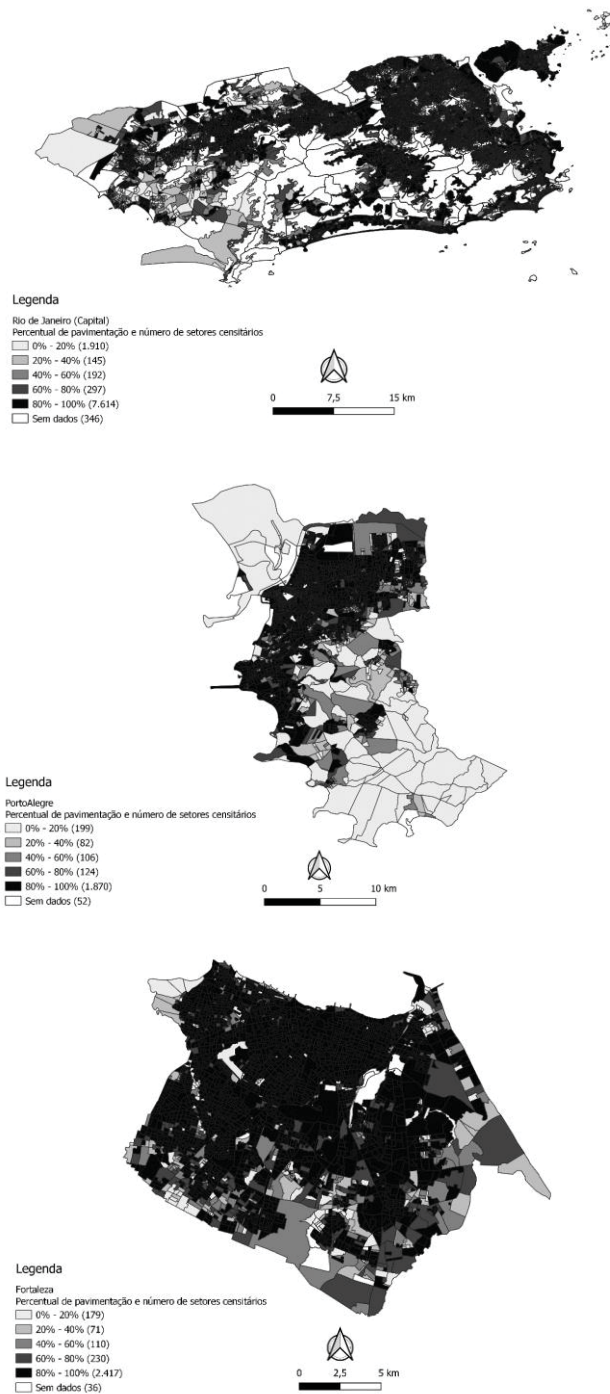 Legenda
Rio de Janeiro (Capital)
Percentual de pavimentação e número de setores censitários
0% - 20% (1.910)
20% - 40% (145)
40% - 60% (192)
60% - 80% (297)
80% - 100% (7.614)
Sem dados (346)
0 7,5 15 km
Legenda
PortoAlegre
Percentual de pavimentação e número de setores censitários
0% - 20% (199)
20% - 40% (82)
40% - 60% (106)
60% - 80% (124)
80% - 100% (1.870)
Sem dados (52)
0 5 10 km
Legenda
Fortaleza
Percentual de pavimentação e número de setores censitários
0% - 20% (179)
20% - 40% (71)
40% - 60% (110)
60% - 80% (230)
80% - 100% (2.417)
Sem dados (36)
0 2,5 5 km